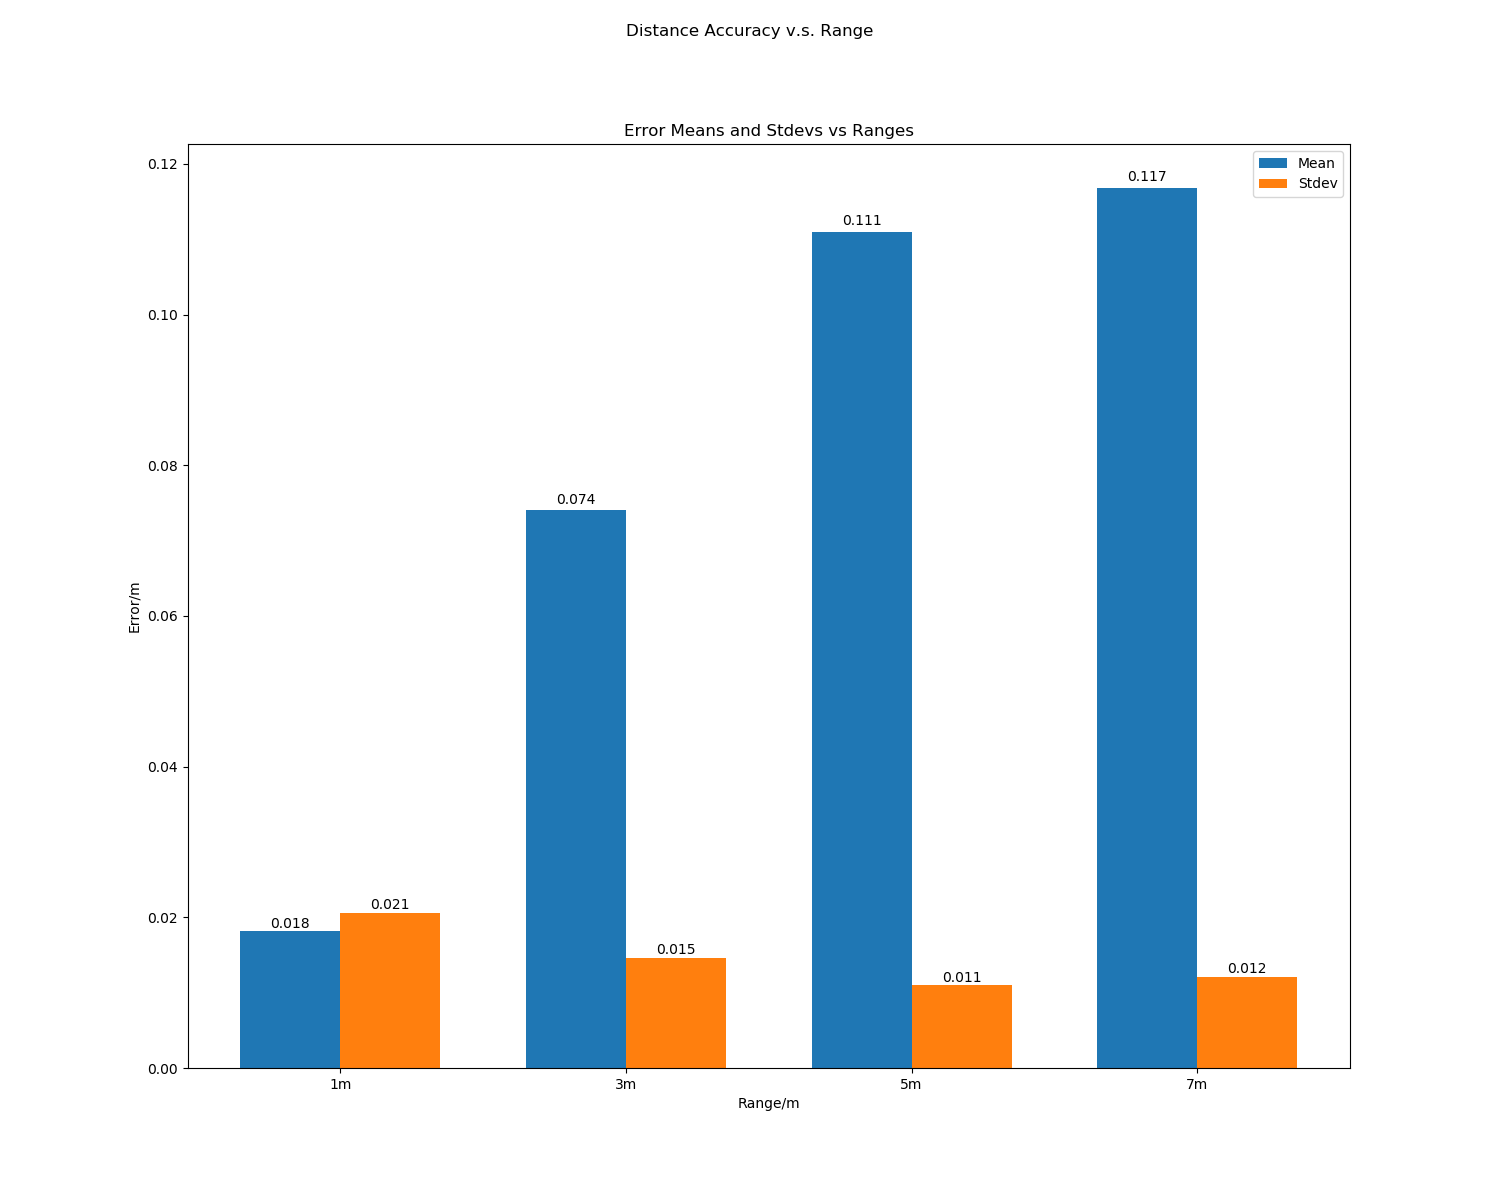 Distance Accuracy v.s. Range
Error Means and Stdevs vs Ranges
Mean
Stdev
0.12
0.10
0.08
0.06
0.04
0.02
0.00
Error/m
0.018
0.021
0.074
0.015
0.111
0.011
0.117
0.012
1m
3m
5m
7m
Range/m